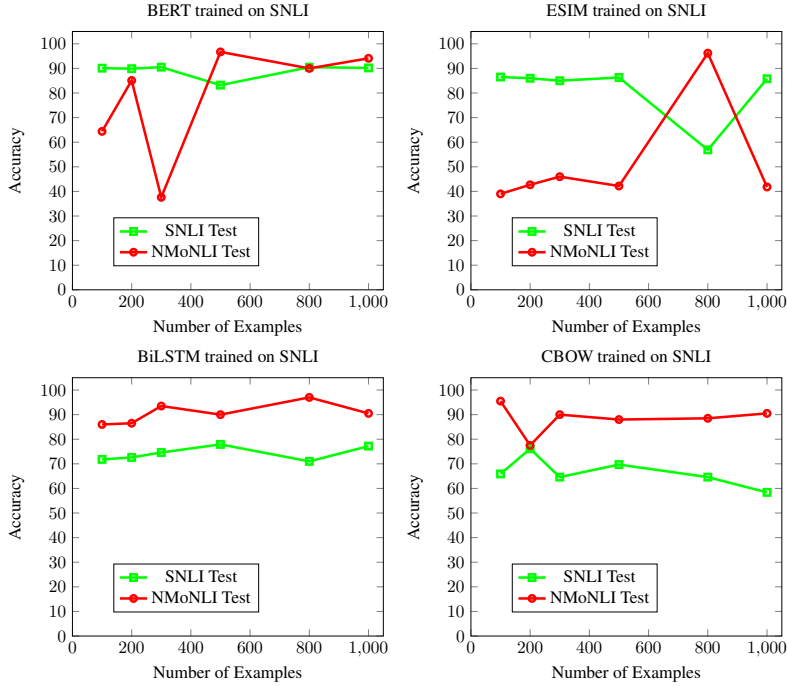 BERT trained on SNLI
100
90
80
70
60
50
40
30
20
10
0
Accuracy
SNLI Test
NMoNLI Test
0 200 400 600 800 1,000
Number of Examples
ESIM trained on SNLI
100
90
80
70
60
50
40
30
20
10
0
Accuracy
SNLI Test
NMoNLI Test
0 200 400 600 800 1,000
Number of Examples
BiLSTM trained on SNLI
100
90
80
70
60
50
40
30
20
10
0
Accuracy
SNLI Test
NMoNLI Test
0 200 400 600 800 1,000
Number of Examples
CBOW trained on SNLI
100
90
80
70
60
50
40
30
20
10
0
Accuracy
SNLI Test
NMoNLI Test
0 200 400 600 800 1,000
Number of Examples